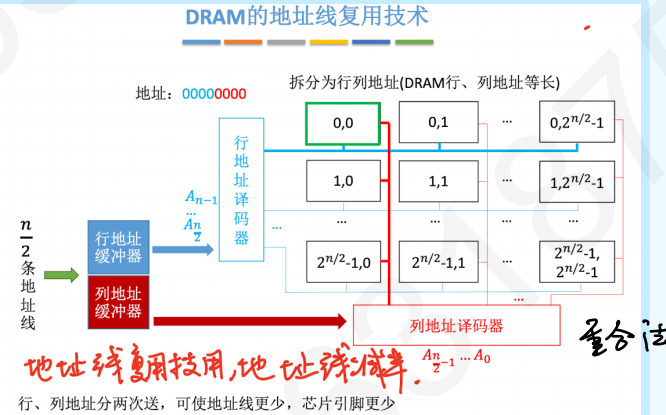 DRAM的地址线复用技术
地址：00000000
拆分为行列地址(DRAM行、列地址等长)
0,0 0,1 … 0,2^{n/2}-1
行地址译码器
1,0 1,1 … 1,2^{n/2}-1
A_{n-1}
…
A_{n/2}
… … … …
n/2条地址线
行地址缓冲器
2^{n/2}-1,0 2^{n/2}-1,1 … 2^{n/2}-1, 2^{n/2}-1
列地址缓冲器
…
列地址译码器
A_{n/2-1} … A_0
重合法
地址线复用技用,地址线减半.
行、列地址分两次送，可使地址线更少，芯片引脚更少